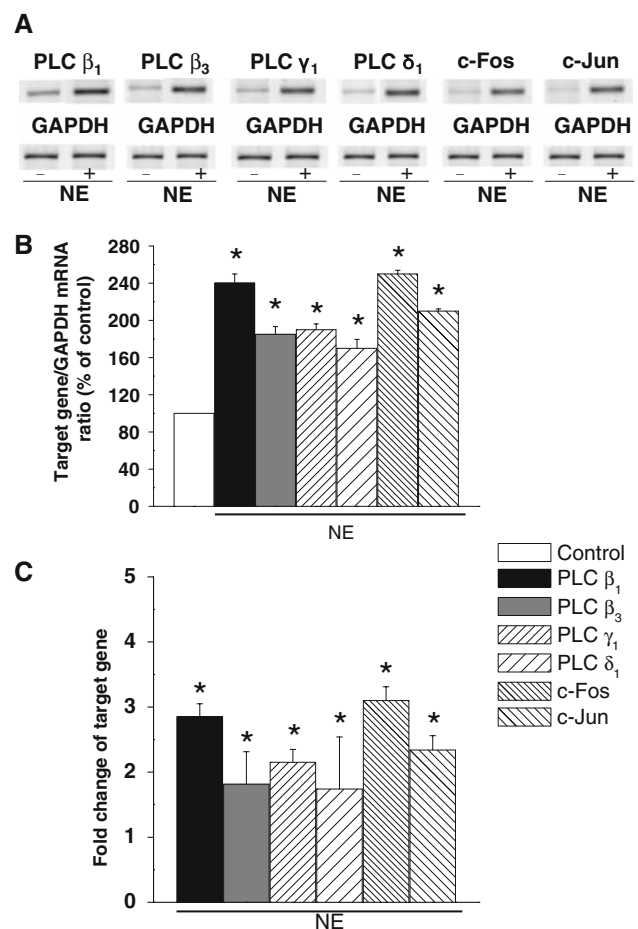 A
PLC β1 PLC β3 PLC γ1 PLC δ1 c-Fos c-Jun
GAPDH GAPDH GAPDH GAPDH GAPDH GAPDH
– + – + – + – + – + – +
NE NE NE NE NE NE
B
Target gene/GAPDH mRNA
ratio (% of control)
280
240
200
160
120
80
40
0
* * * * * *
NE
Control
PLC β1
PLC β3
PLC γ1
PLC δ1
c-Fos
c-Jun
C
Fold change of target gene
5
4
3
2
1
0
* * * * * *
NE